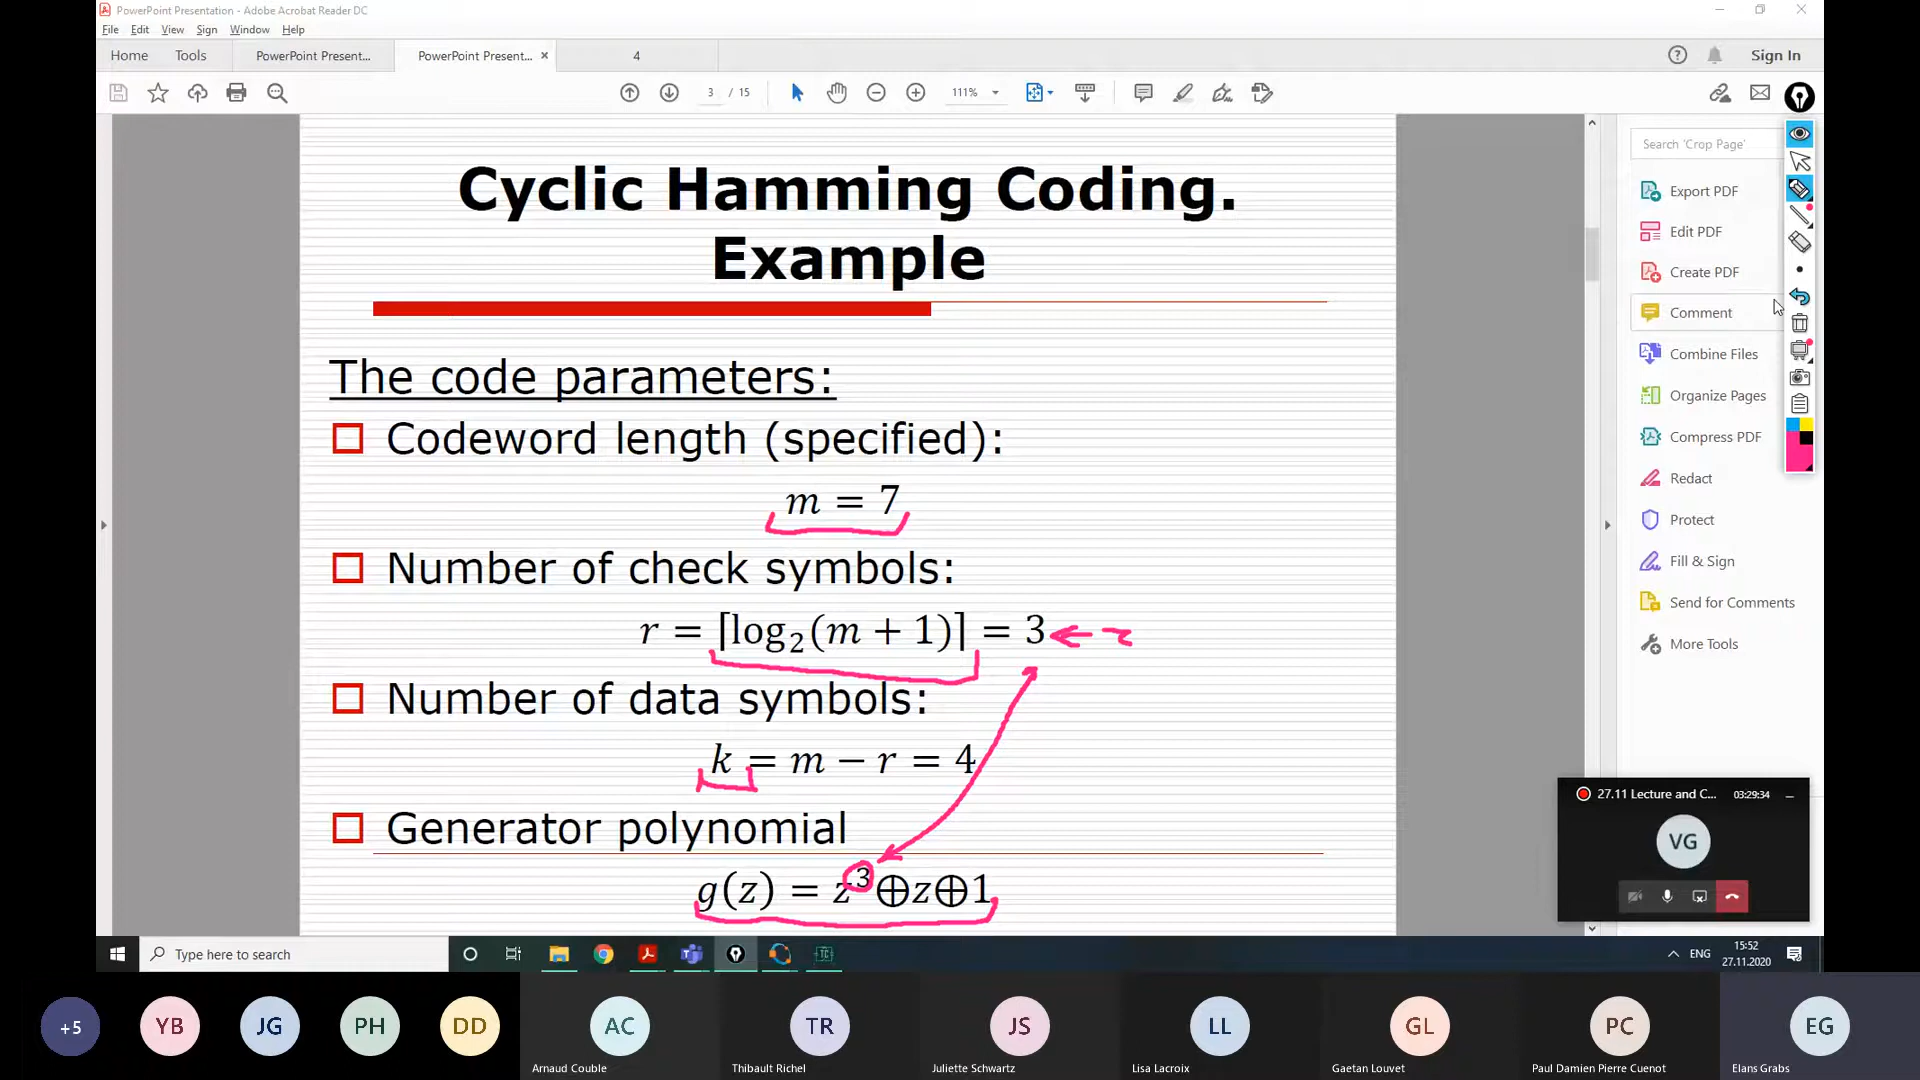 PowerPoint Presentation - Adobe Acrobat Reader DC
File Edit View Sign Window Help
Home Tools PowerPoint Present... PowerPoint Present... × 4 Sign In
3 / 15 111%
Search 'Crop Page'
Export PDF
Edit PDF
Create PDF
Comment
Combine Files
Organize Pages
Compress PDF
Redact
Protect
Fill & Sign
Send for Comments
More Tools
Cyclic Hamming Coding.
Example
The code parameters:
Codeword length (specified):
m = 7
Number of check symbols:
r = ⌈log₂(m + 1)⌉ = 3 ← r
Number of data symbols:
k = m − r = 4
Generator polynomial
g(z) = z³⊕z⊕1
27.11 Lecture and C... 03:29:34
VG
Type here to search
ENG
15:52
27.11.2020
+5 YB JG PH DD AC TR JS LL GL PC EG
Arnaud Couble Thibault Richel Juliette Schwartz Lisa Lacroix Gaetan Louvet Paul Damien Pierre Cuenot Elans Grabs